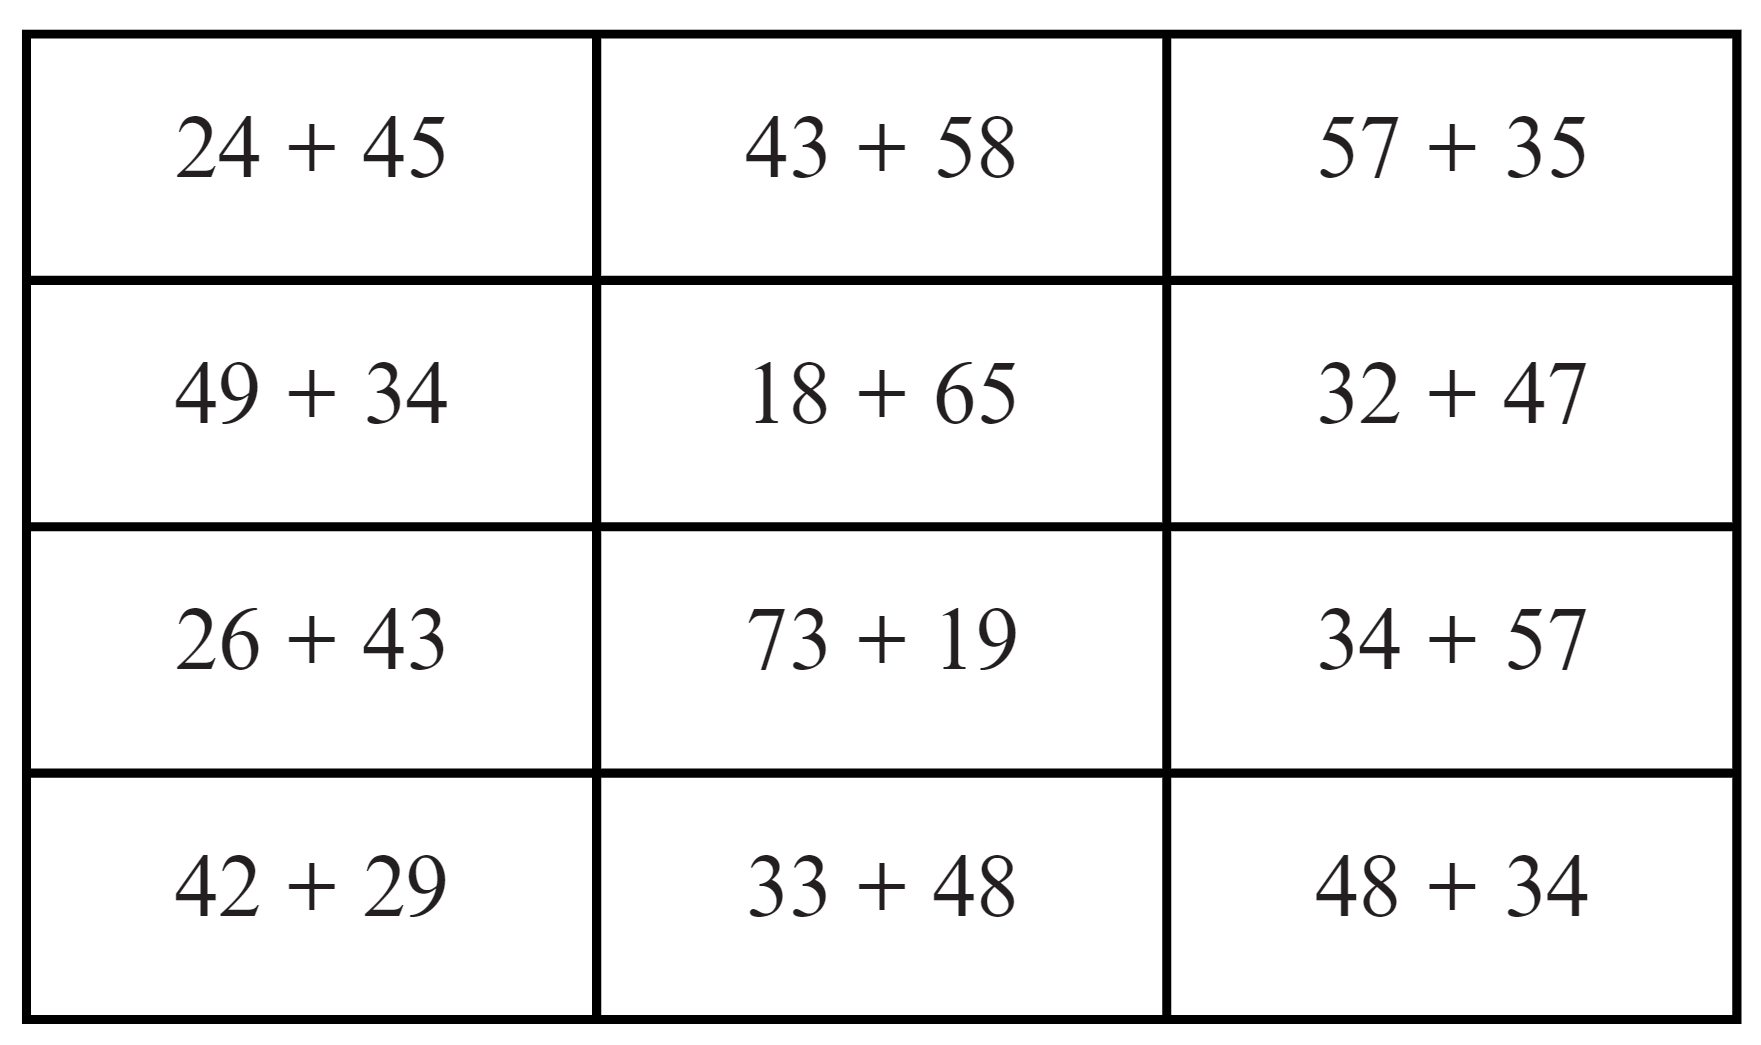 24 + 45 43 + 58 57 + 35
49 + 34 18 + 65 32 + 47
26 + 43 73 + 19 34 + 57
42 + 29 33 + 48 48 + 34